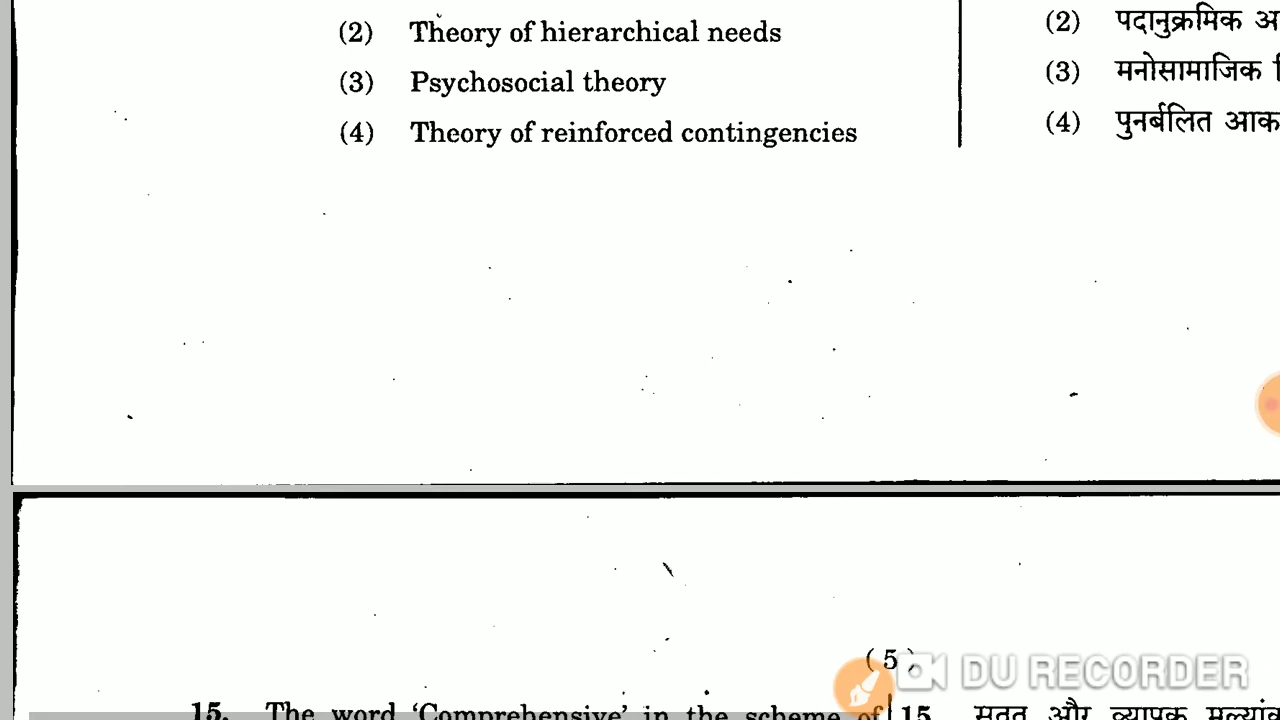 (2) Theory of hierarchical needs
(3) Psychosocial theory
(4) Theory of reinforced contingencies
(2) पदानुक्रमिक
(3) मनोसामाजिक
(4) पुनर्बलित
( 5 )
DU RECORDER
15. The word ‘Comprehensive’ in the scheme of
15. सतत और व्यापक